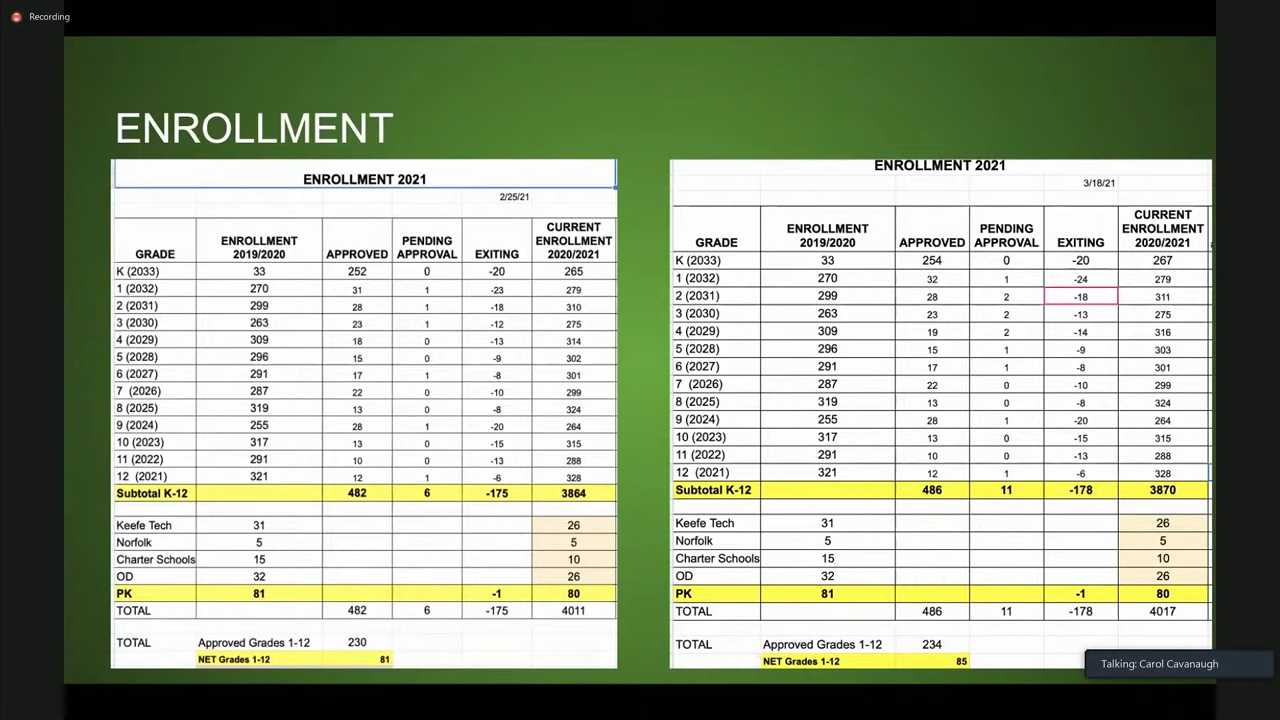 Recording
ENROLLMENT
ENROLLMENT 2021
2/25/21
GRADE ENROLLMENT 2019/2020 APPROVED PENDING APPROVAL EXITING CURRENT ENROLLMENT 2020/2021
K (2033) 33 252 0 -20 265
1 (2032) 270 31 1 -23 279
2 (2031) 299 28 1 -18 310
3 (2030) 263 23 1 -12 275
4 (2029) 309 18 0 -13 314
5 (2028) 296 15 0 -9 302
6 (2027) 291 17 1 -8 301
7 (2026) 287 22 0 -10 299
8 (2025) 319 13 0 -8 324
9 (2024) 255 28 1 -20 264
10 (2023) 317 13 0 -15 315
11 (2022) 291 10 0 -13 288
12 (2021) 321 12 1 -6 328
Subtotal K-12 482 6 -175 3864
Keefe Tech 31 26
Norfolk 5 5
Charter Schools 15 10
OD 32 26
PK 81 -1 80
TOTAL 482 6 -175 4011
TOTAL Approved Grades 1-12 230
NET Grades 1-12 81
ENROLLMENT 2021
3/18/21
GRADE ENROLLMENT 2019/2020 APPROVED PENDING APPROVAL EXITING CURRENT ENROLLMENT 2020/2021
K (2033) 33 254 0 -20 267
1 (2032) 270 32 1 -24 279
2 (2031) 299 28 2 -18 311
3 (2030) 263 23 2 -13 275
4 (2029) 309 19 2 -14 316
5 (2028) 296 15 1 -9 303
6 (2027) 291 17 1 -8 301
7 (2026) 287 22 0 -10 299
8 (2025) 319 13 0 -8 324
9 (2024) 255 28 1 -20 264
10 (2023) 317 13 0 -15 315
11 (2022) 291 10 0 -13 288
12 (2021) 321 12 1 -6 328
Subtotal K-12 486 11 -178 3870
Keefe Tech 31 26
Norfolk 5 5
Charter Schools 15 10
OD 32 26
PK 81 -1 80
TOTAL 486 11 -178 4017
TOTAL Approved Grades 1-12 234
NET Grades 1-12 85
Talking: Carol Cavanaugh